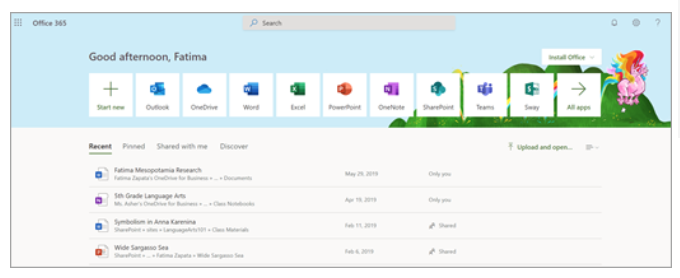 Office 365
Search
?
Good afternoon, Fatima
Install Office
Start new
Outlook
OneDrive
Word
Excel
PowerPoint
OneNote
SharePoint
Teams
Sway
All apps
Recent Pinned Shared with me Discover
Upload and open...
Fatima Mesopotamia Research May 29, 2019 Only you
Fatima Zapata's OneDrive for Business » ... » Documents
5th Grade Language Arts Apr 19, 2019 Only you
Ms. Asher's OneDrive for Business » ... » Class Notebooks
Symbolism in Anna Karenina Feb 11, 2019 Shared
SharePoint » sites » LanguageArts101 » Class Materials
Wide Sargasso Sea Feb 6, 2019 Shared
SharePoint » ... » Fatima Zapata » Wide Sargasso Sea